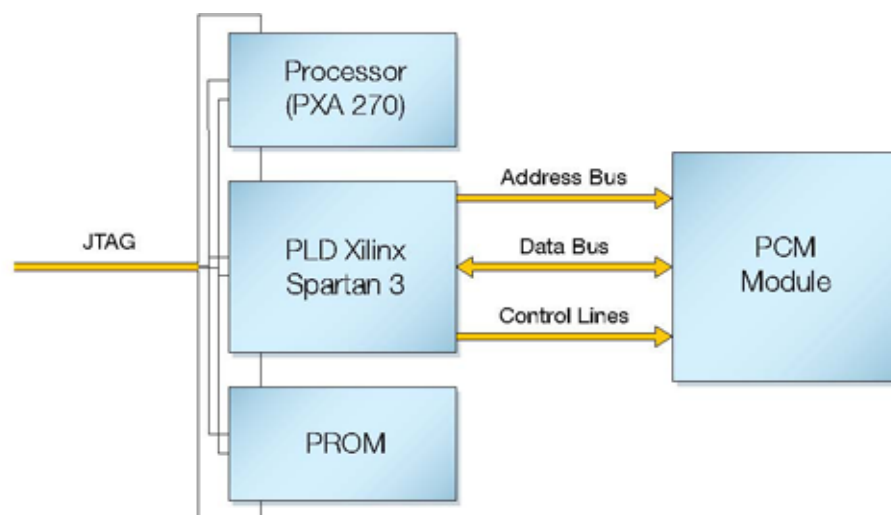 Processor
(PXA 270)
Address Bus
JTAG
PLD Xilinx
Spartan 3
Data Bus
PCM
Module
Control Lines
PROM